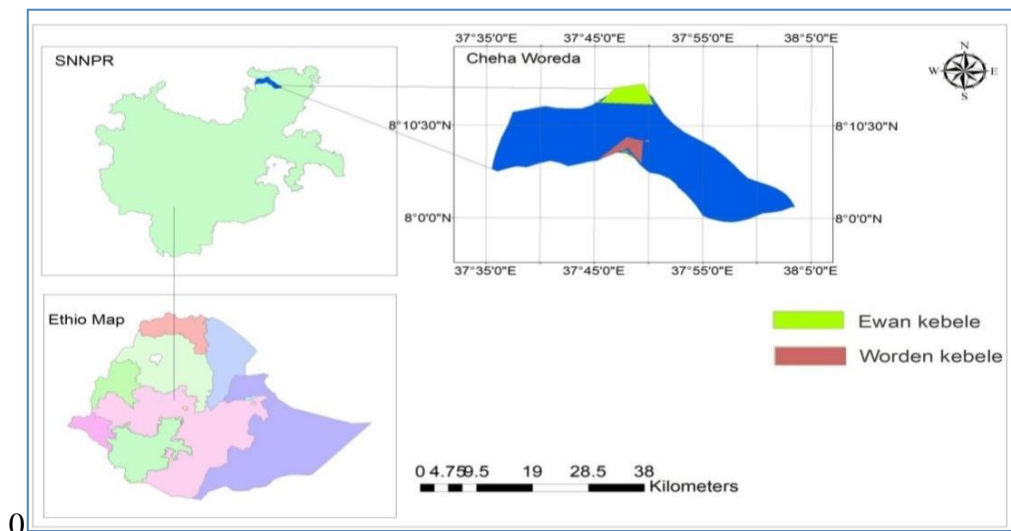 SNNPR
Cheha Woreda
37°35'0"E 37°45'0"E 37°55'0"E 38°5'0"E
N
W E
S
8°10'30"N 8°10'30"N
8°0'0"N 8°0'0"N
37°35'0"E 37°45'0"E 37°55'0"E 38°5'0"E
Ethio Map
Ewan kebele
Worden kebele
0 4.75 9.5 19 28.5 38
Kilometers
0